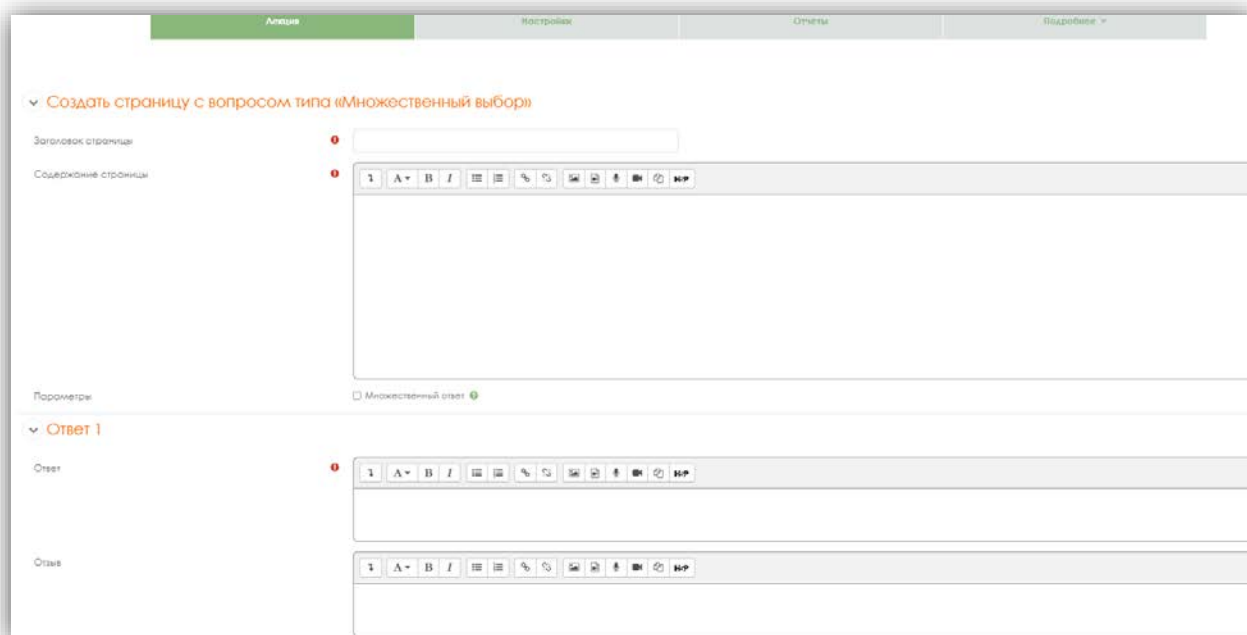 Лекция Настройки Отчеты Подробнее
Создать страницу с вопросом типа «Множественный выбор»
Заголовок страницы
Содержание страницы
A B I H-P
Параметры Множественный ответ
Ответ 1
Ответ
A B I H-P
Отзыв
A B I H-P